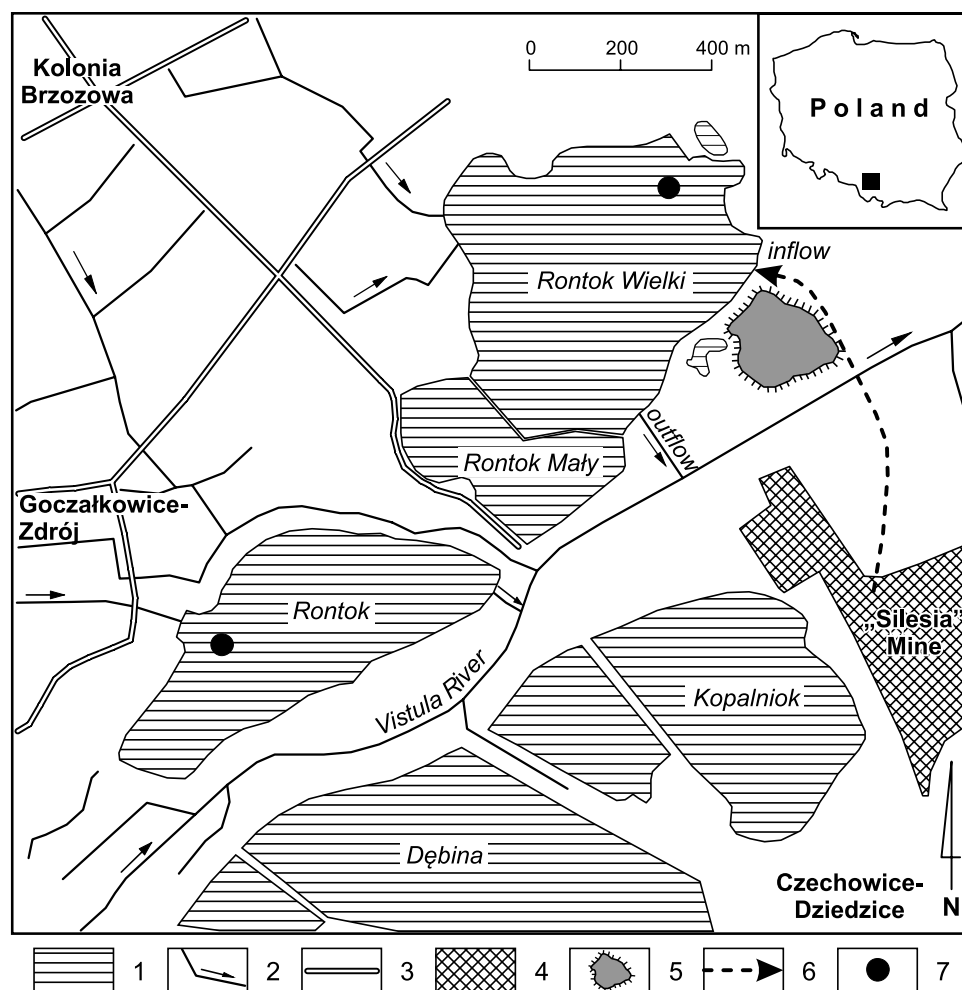 Kolonia
Brzozowa
0 200 400 m
Poland
inflow
Rontok Wielki
outflow
Rontok Mały
Goczałkowice-
Zdrój
Rontok
„Silesia”
Mine
Vistula River
Kopalniok
Dębina
Czechowice-
Dziedzice
N
1 2 3 4 5 6 7